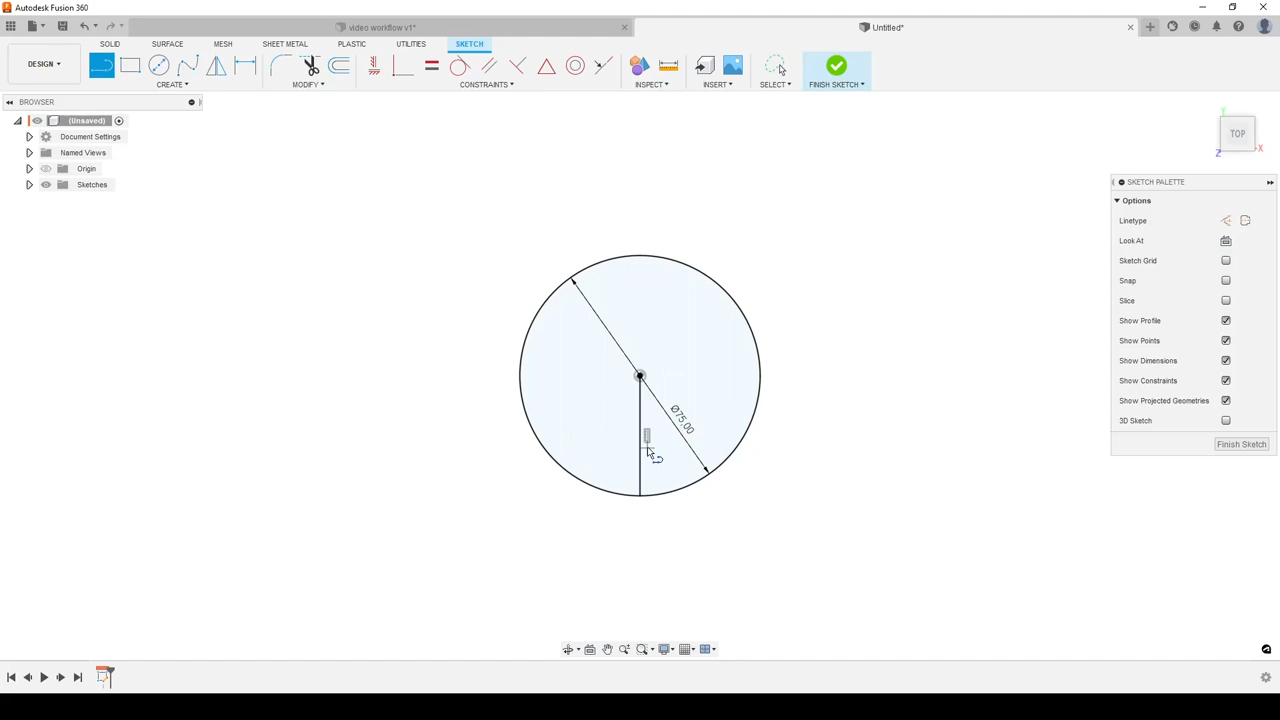 Autodesk Fusion 360
video workflow v1*
Untitled*
SOLID SURFACE MESH SHEET METAL PLASTIC UTILITIES SKETCH
DESIGN
CREATE MODIFY CONSTRAINTS INSPECT INSERT SELECT FINISH SKETCH
BROWSER
(Unsaved)
Document Settings
Named Views
Origin
Sketches
Y
TOP
X
Z
SKETCH PALETTE
Options
Linetype
Look At
Sketch Grid
Snap
Slice
Show Profile
Show Points
Show Dimensions
Show Constraints
Show Projected Geometries
3D Sketch
Finish Sketch
Ø75,00